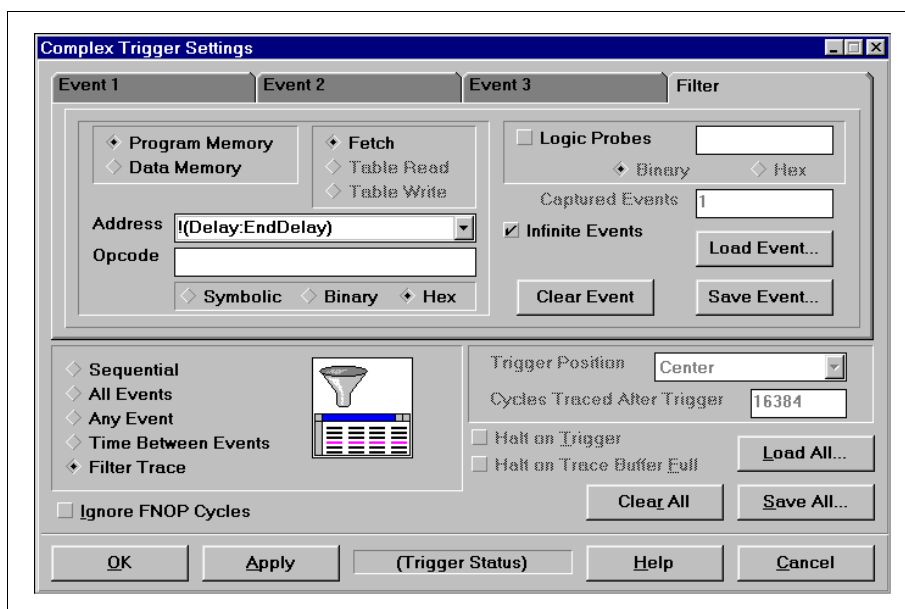 Complex Trigger Settings
Event 1
Event 2
Event 3
Filter
Program Memory
Data Memory
Fetch
Table Read
Table Write
Address !(Delay:EndDelay)
Opcode
Symbolic Binary Hex
Logic Probes
Binary Hex
Captured Events 1
Infinite Events
Load Event...
Clear Event
Save Event...
Sequential
All Events
Any Event
Time Between Events
Filter Trace
Ignore FNOP Cycles
Trigger Position Center
Cycles Traced After Trigger 16384
Halt on Trigger
Halt on Trace Buffer Full
Load All...
Clear All
Save All...
OK
Apply
(Trigger Status)
Help
Cancel